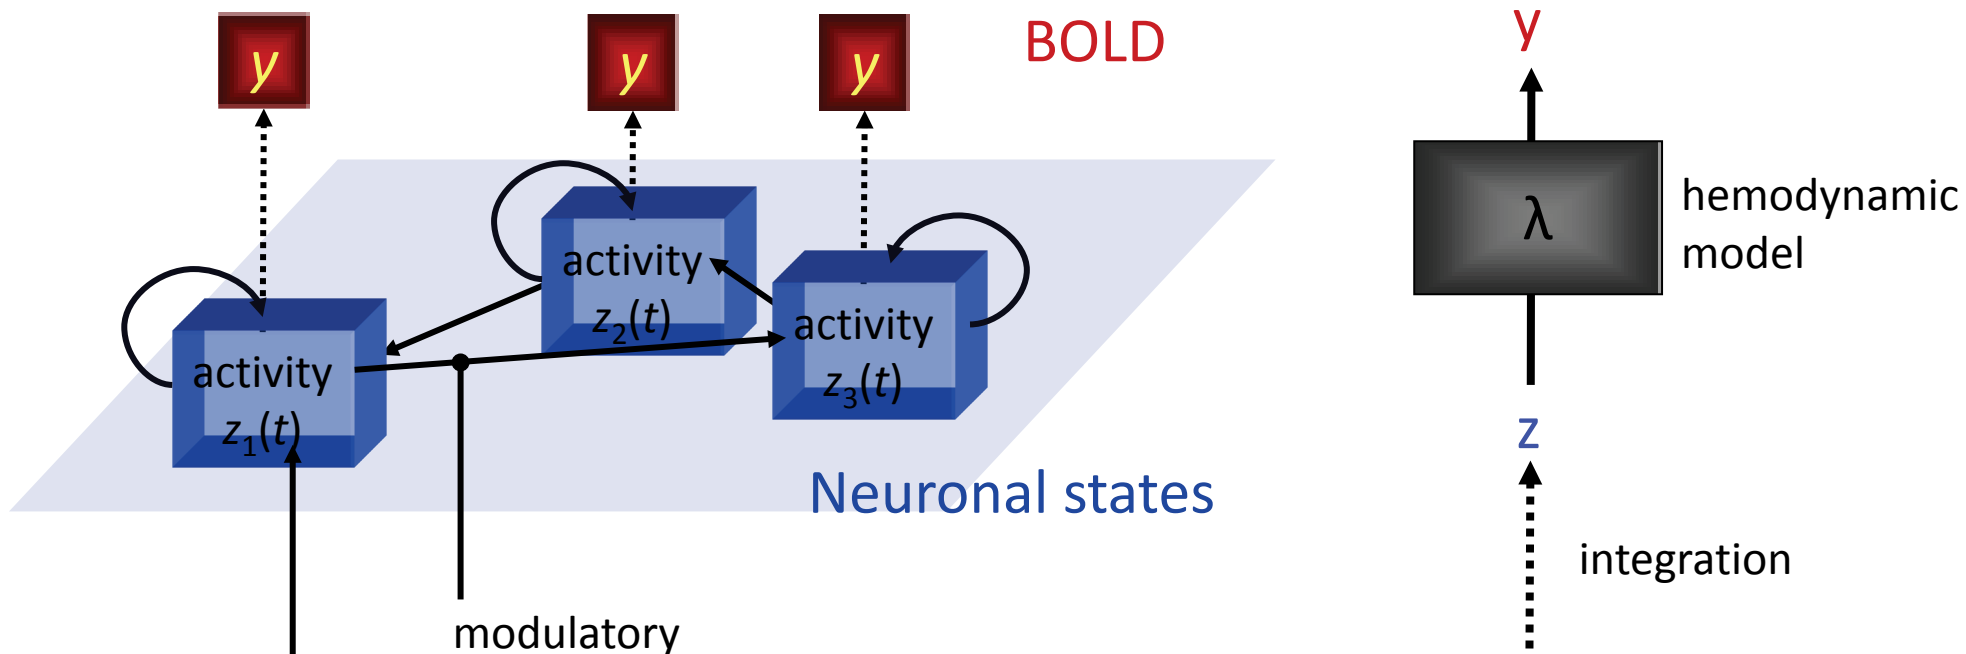 y
y
y
BOLD
activity
z₁(t)
activity
z₂(t)
activity
z₃(t)
Neuronal states
modulatory
y
λ
hemodynamic
model
z
integration